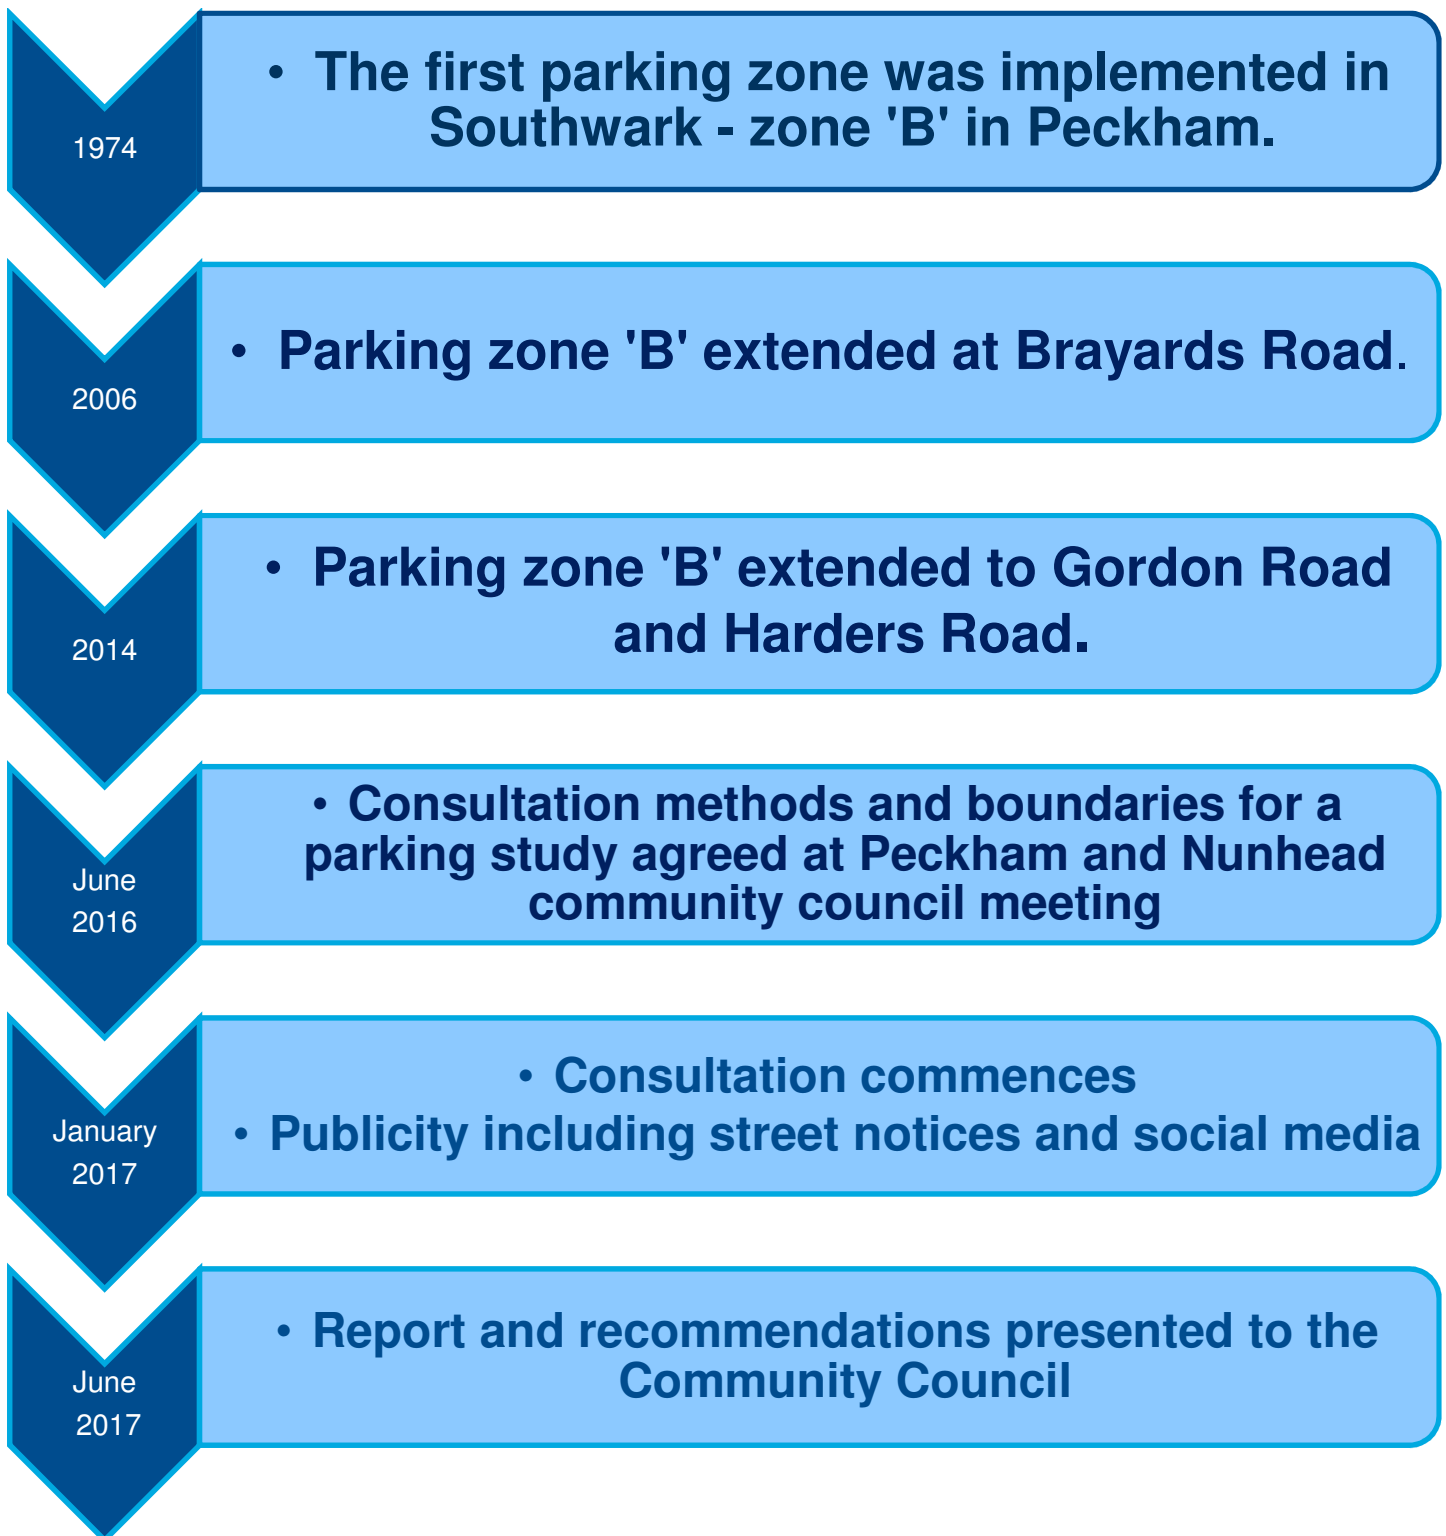 1974
• The first parking zone was implemented in
Southwark - zone 'B' in Peckham.
2006
• Parking zone 'B' extended at Brayards Road.
2014
• Parking zone 'B' extended to Gordon Road
and Harders Road.
June
2016
• Consultation methods and boundaries for a
parking study agreed at Peckham and Nunhead
community council meeting
January
2017
• Consultation commences
• Publicity including street notices and social media
June
2017
• Report and recommendations presented to the
Community Council